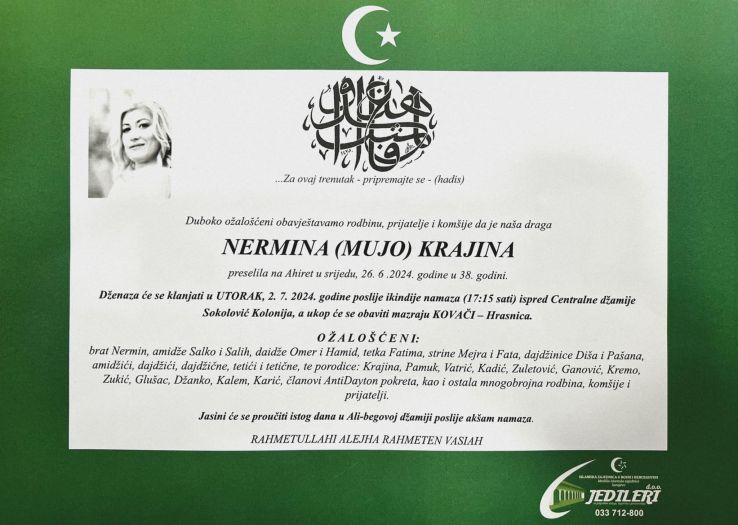 ...Za ovaj trenutak - pripremajte se - (hadis)
Duboko ožalošćeni obavještavamo rodbinu, prijatelje i komšije da je naša draga
NERMINA (MUJO) KRAJINA
preselila na Ahiret u srijedu, 26. 6 .2024. godine u 38. godini.
Dženaza će se klanjati u UTORAK, 2. 7. 2024. godine poslije ikindije namaza (17:15 sati) ispred Centralne džamije
Sokolović Kolonija, a ukop će se obaviti mazraju KOVAČI – Hrasnica.
OŽALOŠĆENI:
brat Nermin, amidže Salko i Salih, daidže Omer i Hamid, tetka Fatima, strine Mejra i Fata, dajdžinice Diša i Pašana,
amidžići, dajdžići, dajdžične, tetići i tetične, te porodice: Krajina, Pamuk, Vatrić, Kadić, Zuletović, Ganović, Kremo,
Zukić, Glušac, Džanko, Kalem, Karić, članovi AntiDayton pokreta, kao i ostala mnogobrojna rodbina, komšije i
prijatelji.
Jasini će se proučiti istog dana u Ali-begovoj džamiji poslije akšam namaza.
RAHMETULLAHI ALEJHA RAHMETEN VASIAH
ISLAMSKA ZAJEDNICA U BOSNI I HERCEGOVINI
d.o.o.
JEDILERI
033 712-800